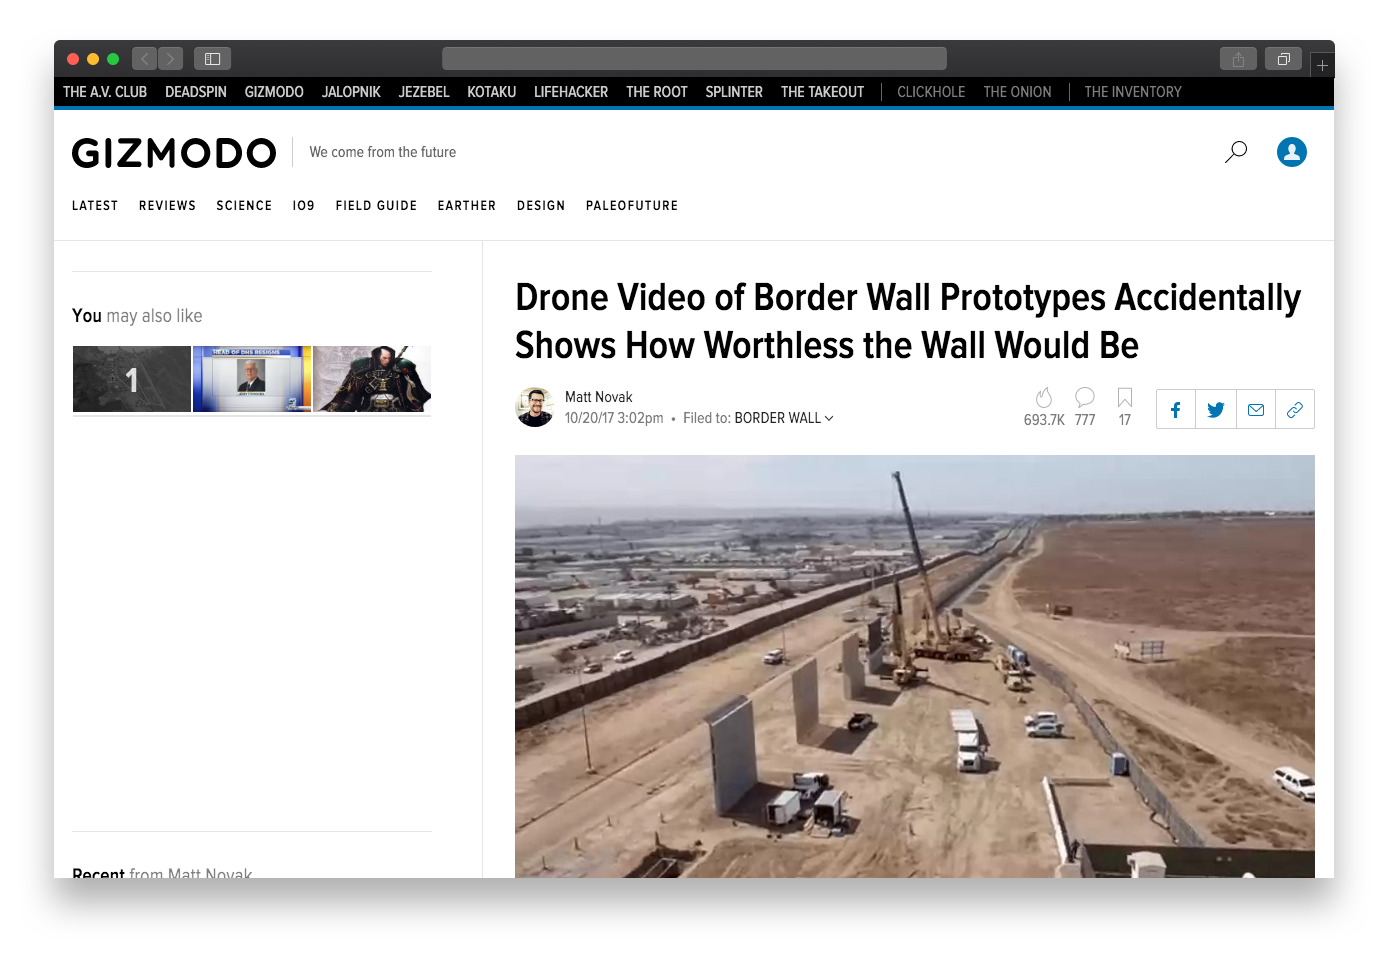 THE A.V. CLUB DEADSPIN GIZMODO JALOPNIK JEZEBEL KOTAKU LIFEHACKER THE ROOT SPLINTER THE TAKEOUT CLICKHOLE THE ONION THE INVENTORY
GIZMODO We come from the future
LATEST REVIEWS SCIENCE IO9 FIELD GUIDE EARTHER DESIGN PALEOFUTURE
You may also like
1
HEAD OF DHS RESIGNS
Drone Video of Border Wall Prototypes Accidentally
Shows How Worthless the Wall Would Be
Matt Novak
10/20/17 3:02pm • Filed to: BORDER WALL
693.7K 777 17
Recent from Matt Novak